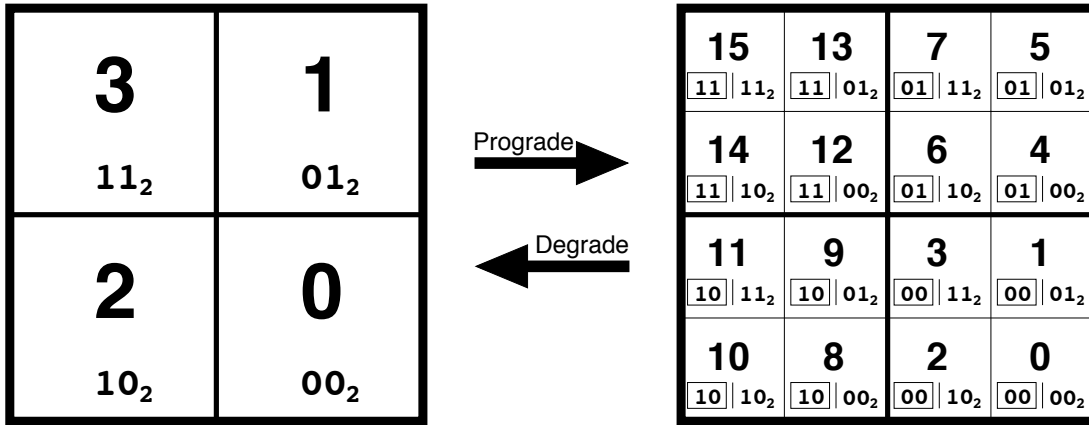 3 1
11₂ 01₂
2 0
10₂ 00₂
Prograde
Degrade
15 13 7 5
11 | 11₂ 11 | 01₂ 01 | 11₂ 01 | 01₂
14 12 6 4
11 | 10₂ 11 | 00₂ 01 | 10₂ 01 | 00₂
11 9 3 1
10 | 11₂ 10 | 01₂ 00 | 11₂ 00 | 01₂
10 8 2 0
10 | 10₂ 10 | 00₂ 00 | 10₂ 00 | 00₂